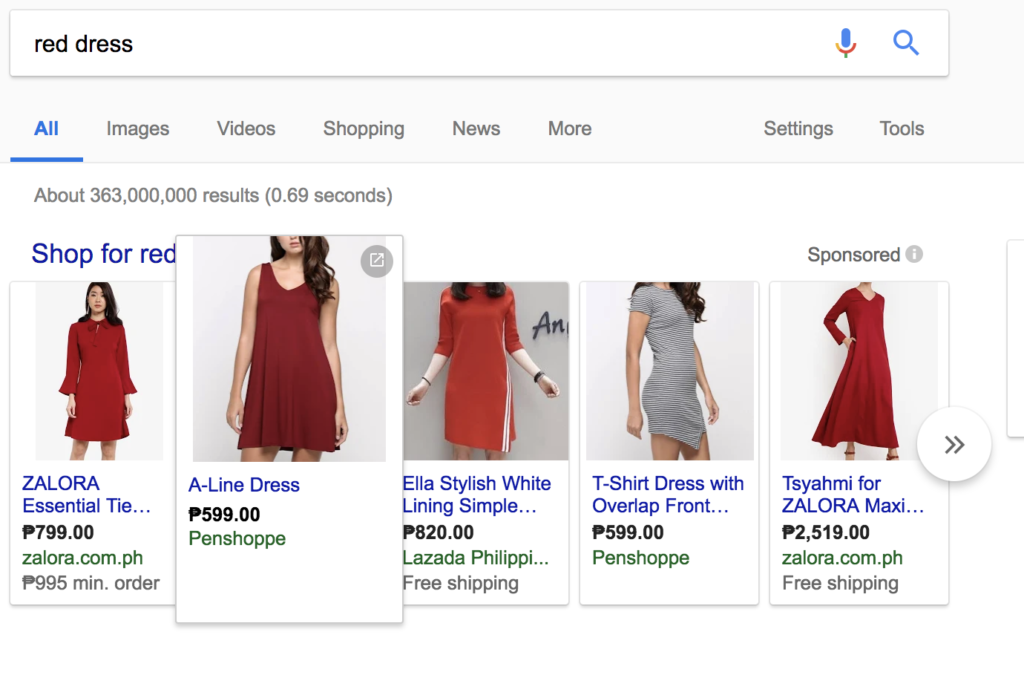 red dress
All Images Videos Shopping News More Settings Tools
About 363,000,000 results (0.69 seconds)
Shop for red
Sponsored
An
ZALORA
Essential Tie...
₱799.00
zalora.com.ph
₱995 min. order
A-Line Dress
₱599.00
Penshoppe
Ella Stylish White
Lining Simple...
₱820.00
Lazada Philippi...
Free shipping
T-Shirt Dress with
Overlap Front...
₱599.00
Penshoppe
Tsyahmi for
ZALORA Maxi...
₱2,519.00
zalora.com.ph
Free shipping